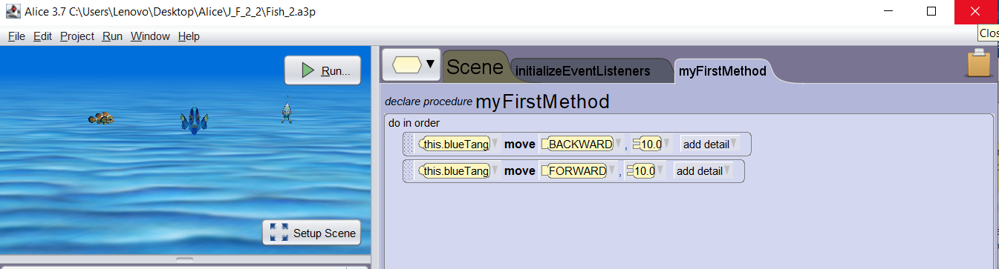 Alice 3.7 C:\Users\Lenovo\Desktop\Alice\J_F_2_2\Fish_2.a3p
Clos
File Edit Project Run Window Help
Run...
Scene initializeEventListeners myFirstMethod
declare procedure myFirstMethod
do in order
this.blueTang move BACKWARD , 10.0 add detail
this.blueTang move FORWARD , 10.0 add detail
Setup Scene